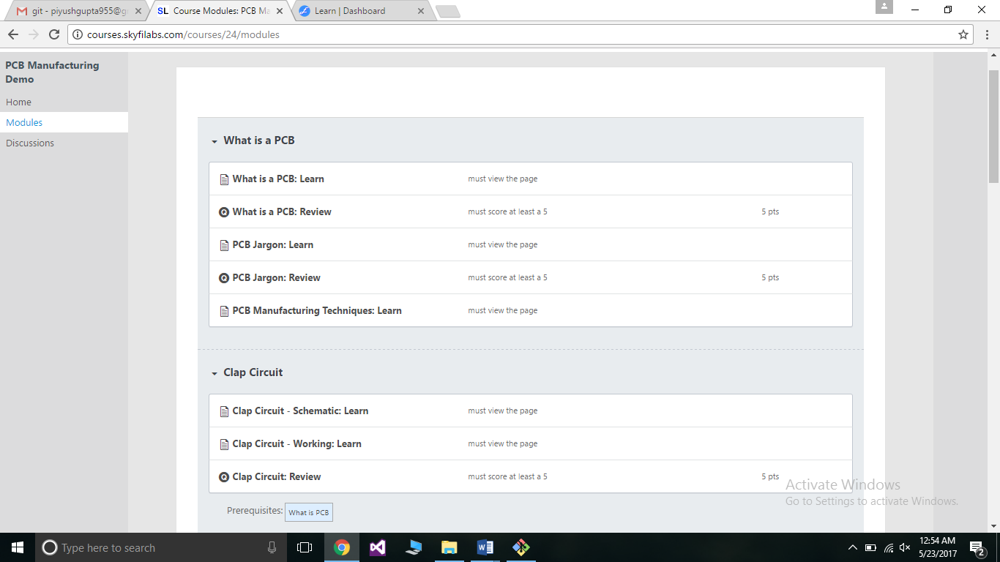 git - piyushgupta955@g
SL Course Modules: PCB Ma
Learn | Dashboard
courses.skyfilabs.com/courses/24/modules
PCB Manufacturing
Demo
Home
Modules
Discussions
What is a PCB
What is a PCB: Learn must view the page
Q What is a PCB: Review must score at least a 5 5 pts
PCB Jargon: Learn must view the page
Q PCB Jargon: Review must score at least a 5 5 pts
PCB Manufacturing Techniques: Learn must view the page
Clap Circuit
Clap Circuit - Schematic: Learn must view the page
Clap Circuit - Working: Learn must view the page
Q Clap Circuit: Review must score at least a 5 5 pts
Prerequisites: What is PCB
Activate Windows
Go to Settings to activate Windows.
Type here to search
12:54 AM
5/23/2017
2